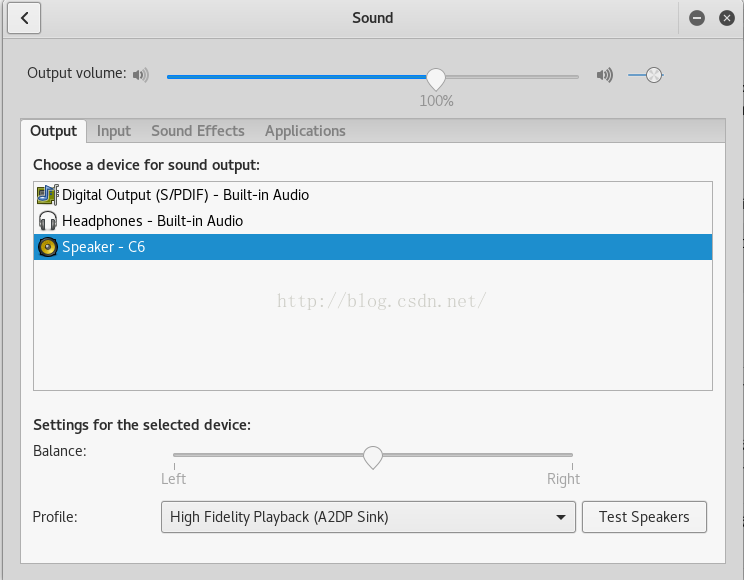 Sound
Output volume:
100%
Output Input Sound Effects Applications
Choose a device for sound output:
Digital Output (S/PDIF) - Built-in Audio
Headphones - Built-in Audio
Speaker - C6
http://blog.csdn.net/
Settings for the selected device:
Balance:
Left Right
Profile: High Fidelity Playback (A2DP Sink) Test Speakers